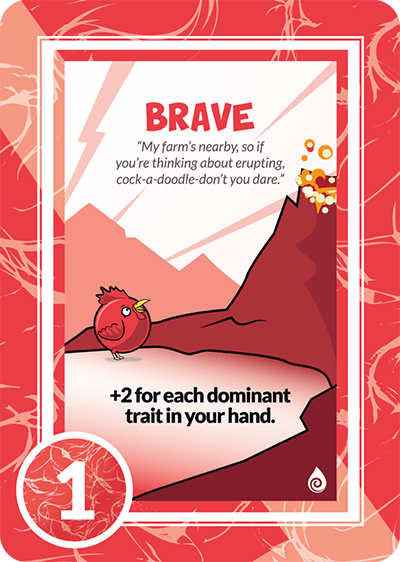 BRAVE
“My farm’s nearby, so if
you’re thinking about erupting,
cock-a-doodle-don’t you dare.”
+2 for each dominant
trait in your hand.
1